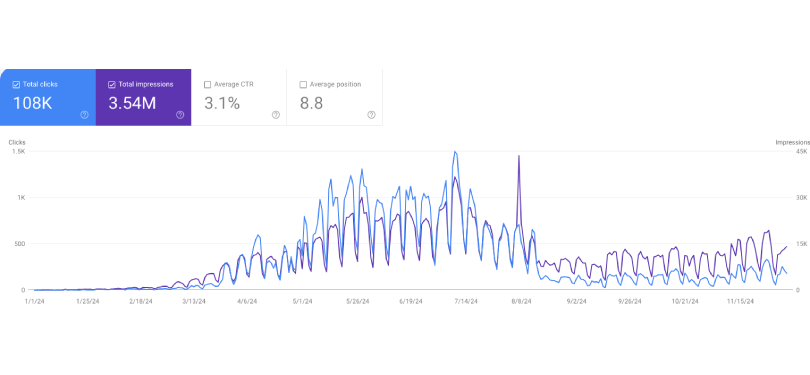 Total clicks
108K
Total impressions
3.54M
Average CTR
3.1%
Average position
8.8
Clicks
Impressions
1.5K
45K
1K
30K
500
15K
0
0
1/1/24 1/25/24 2/18/24 3/13/24 4/6/24 5/1/24 5/26/24 6/19/24 7/14/24 8/8/24 9/2/24 9/26/24 10/21/24 11/15/24